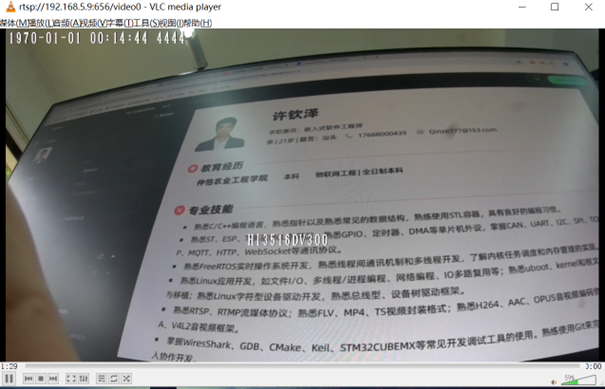 rtsp://192.168.5.9:656/video0 - VLC media player
媒体(M)播放(L)音频(A)视频(V)字幕(T)工具(S)视图(I)帮助(H)
1970-01-01 00:14:44 4444
许钦泽
求职意向：嵌入式软件工程师
男 | 21岁 | 籍贯：汕头 17688000439 Qinze777@163.com
教育经历
仲恺农业工程学院 本科 物联网工程 | 全日制本科
专业技能
熟悉C/C++编程语言，熟悉指针以及熟悉常见的数据结构，熟练使用STL容器，具有良好的编程习惯。
熟悉ST、ESP、 熟悉GPIO、定时器、DMA等单片机外设，掌握CAN、UART、I2C、SPI、
HI3516DV300
P、MQTT、HTTP、WebSocket等通讯协议。
熟悉FreeRTOS实时操作系统开发，熟悉线程间通讯机制和多线程开发，了解内核任务调度和内存管理的实现。
熟悉Linux应用开发，如文件I/O、多线程/进程编程、网络编程、IO多路复用等；熟悉uboot、kernel和
与移植；熟悉Linux字符型设备驱动开发，熟悉总线型、设备树驱动框架。
熟悉RTSP、RTMP流媒体协议；熟悉FLV、MP4、TS视频封装格式；熟悉H264、AAC、OPUS音视频编码
A、V4L2音视频框架。
掌握WiresShark、GDB、CMake、Keil、STM32CUBEMX等常见开发调试工具的使用。熟练使用Git来
人协作开发。
1:29